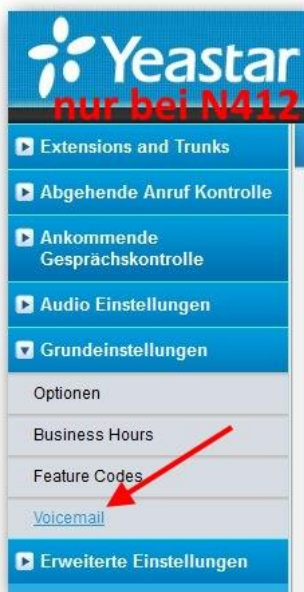 Yeastar
nur bei N412
Extensions and Trunks
Abgehende Anruf Kontrolle
Ankommende
Gesprächskontrolle
Audio Einstellungen
Grundeinstellungen
Optionen
Business Hours
Feature Codes
Voicemail
Erweiterte Einstellungen